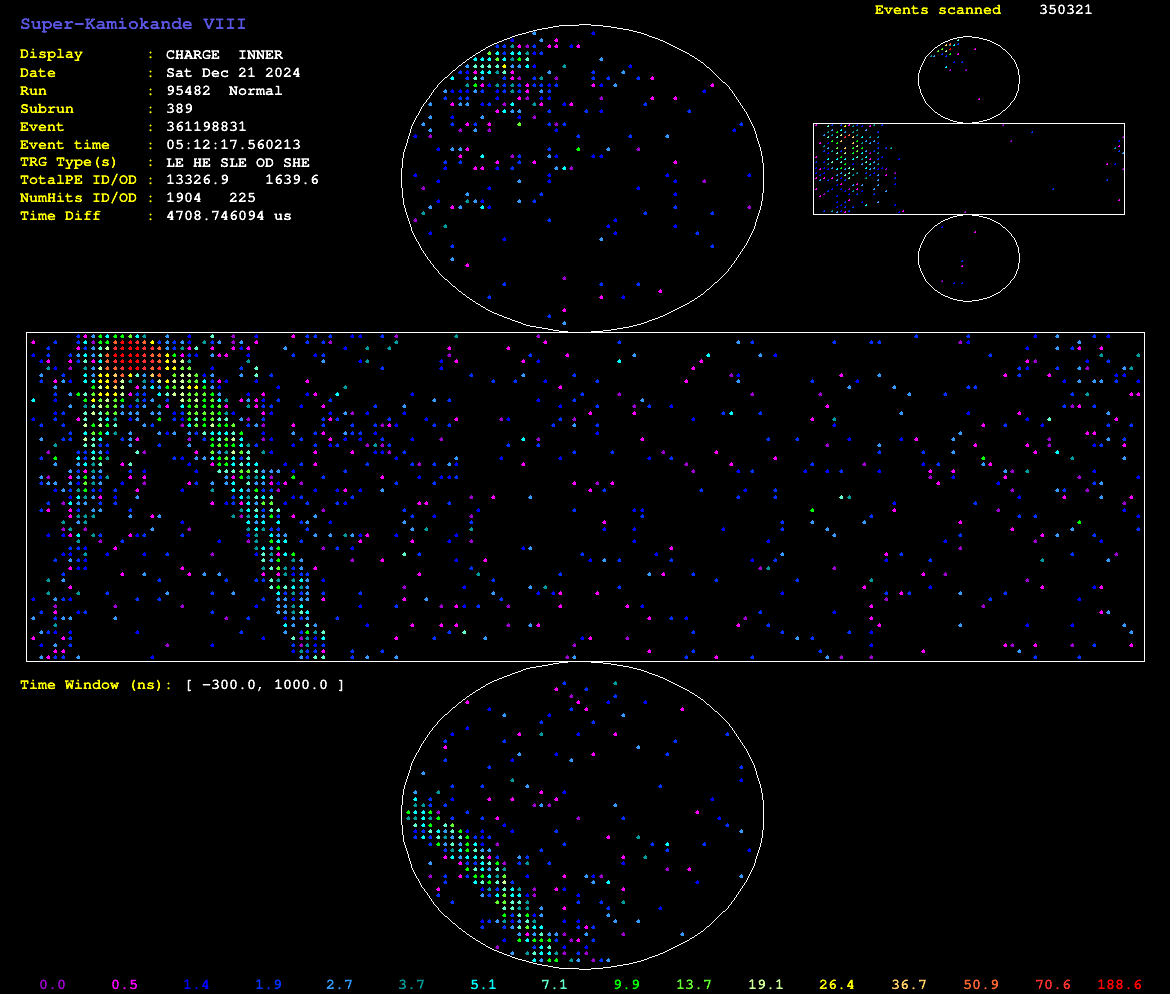 Super-Kamiokande VIII
Events scanned 350321
Display : CHARGE INNER
Date : Sat Dec 21 2024
Run : 95482 Normal
Subrun : 389
Event : 361198831
Event time : 05:12:17.560213
TRG Type(s) : LE HE SLE OD SHE
TotalPE ID/OD : 13326.9 1639.6
NumHits ID/OD : 1904 225
Time Diff : 4708.746094 us
Time Window (ns): [ -300.0, 1000.0 ]
0.0 0.5 1.4 1.9 2.7 3.7 5.1 7.1 9.9 13.7 19.1 26.4 36.7 50.9 70.6 188.6